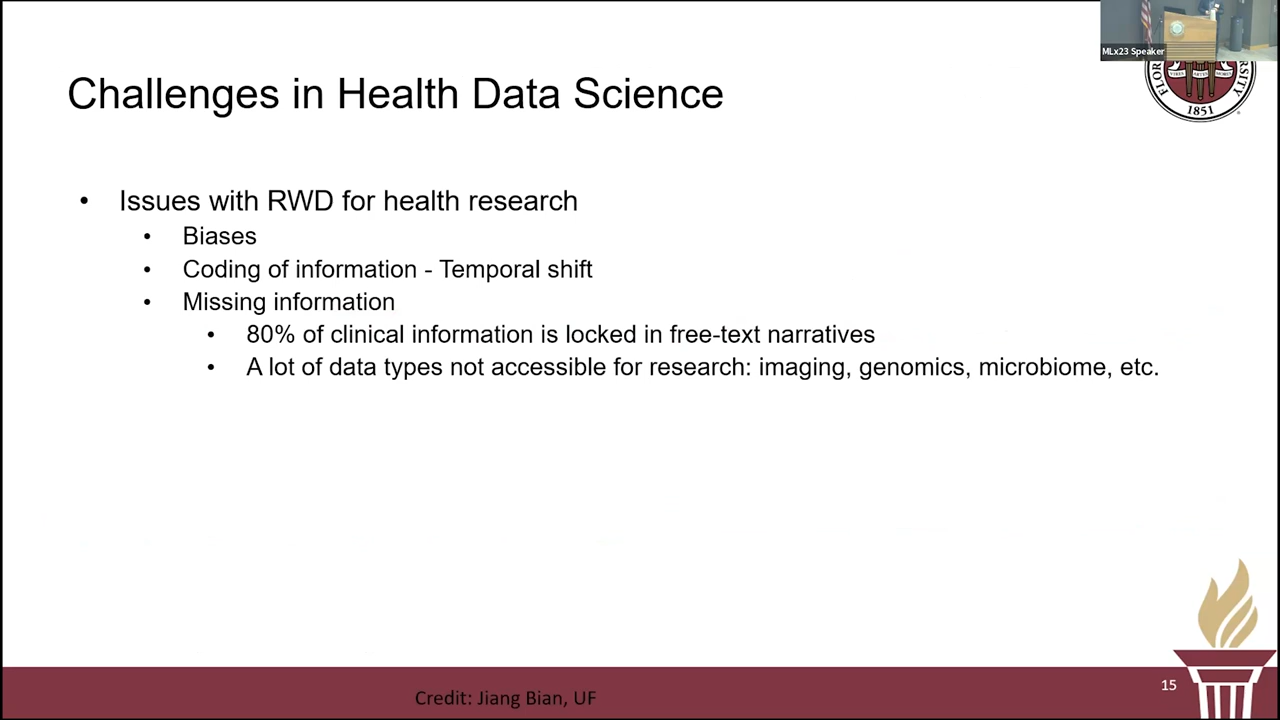 MLx23 Speaker
1851
Challenges in Health Data Science
• Issues with RWD for health research
• Biases
• Coding of information - Temporal shift
• Missing information
• 80% of clinical information is locked in free-text narratives
• A lot of data types not accessible for research: imaging, genomics, microbiome, etc.
15
Credit: Jiang Bian, UF